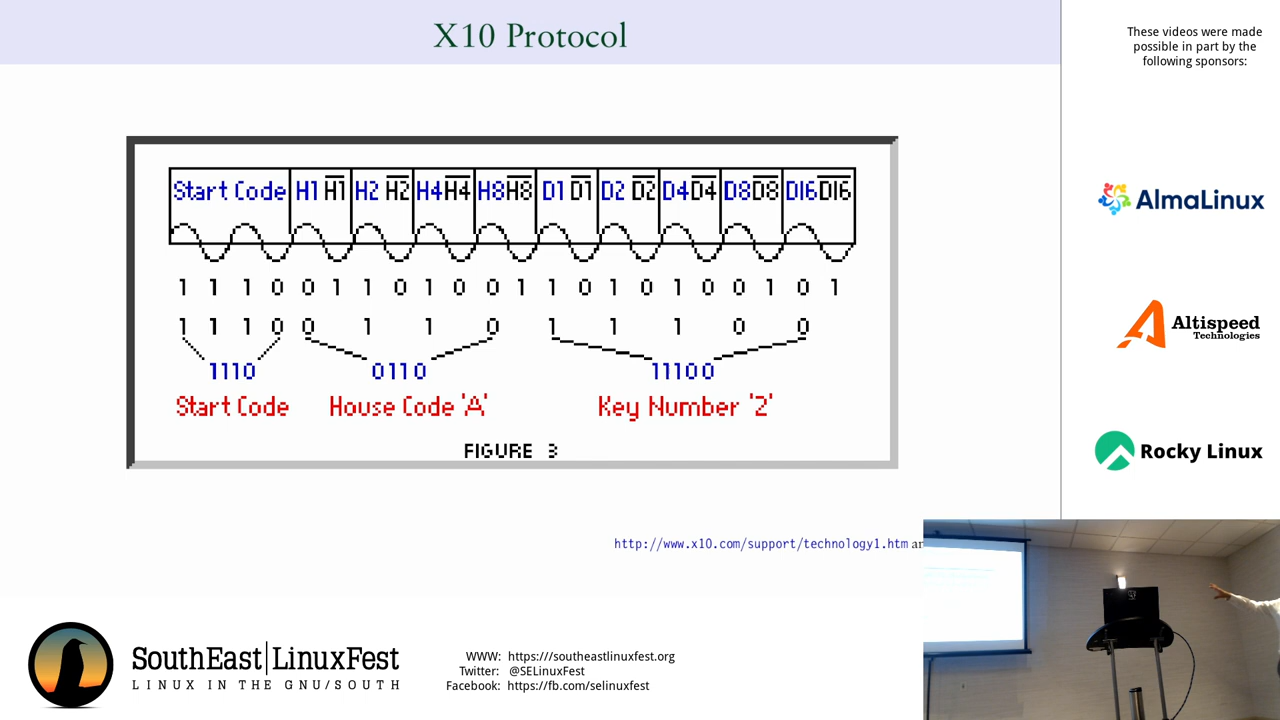 X10 Protocol
These videos were made
possible in part by the
following sponsors:
Start Code H1 H1 H2 H2 H4 H4 H8 H8 D1 D1 D2 D2 D4 D4 D8 D8 D16 D16
1 1 1 0 0 1 1 0 1 0 0 1 1 0 1 0 1 0 0 1 0 1
1 1 1 0 0 1 1 0 1 1 1 0 0
1110 0110 11100
Start Code House Code 'A' Key Number '2'
FIGURE 3
AlmaLinux
Altispeed
Technologies
Rocky Linux
http://www.x10.com/support/technology1.htm
SouthEast|LinuxFest
LINUX IN THE GNU/SOUTH
WWW: https:///southeastlinuxfest.org
Twitter: @SELinuxFest
Facebook: https://fb.com/selinuxfest